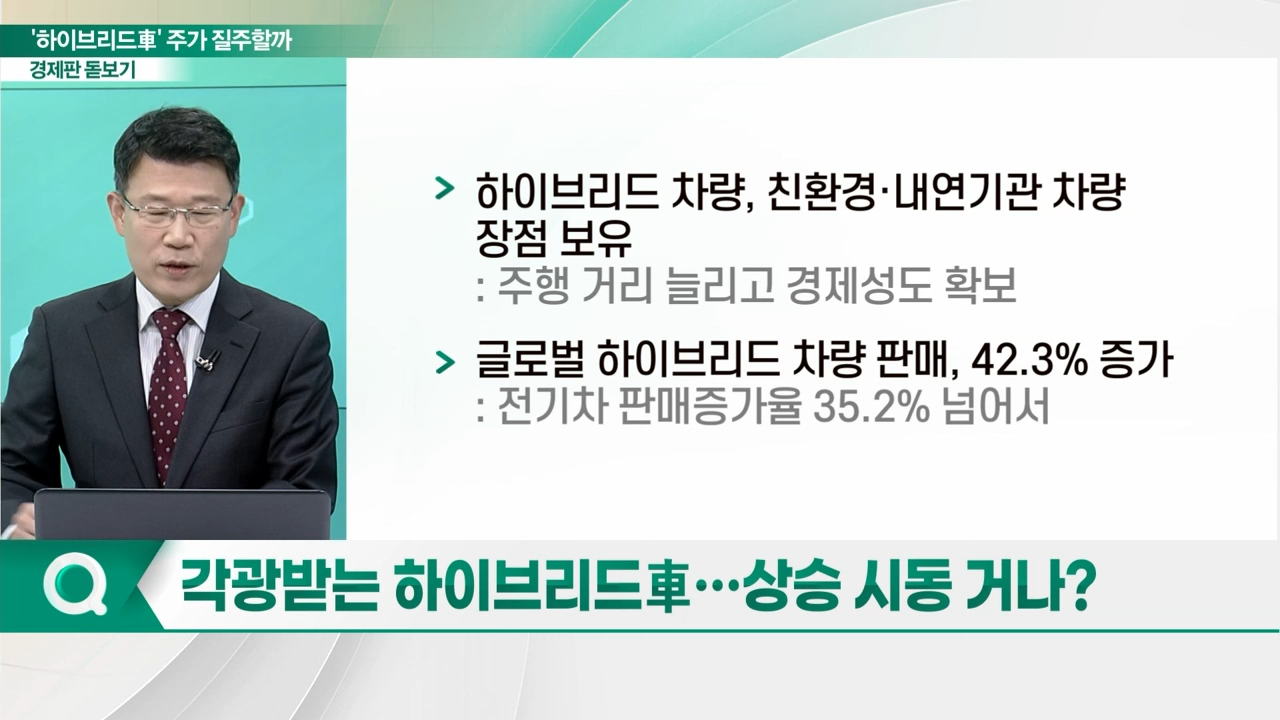 '하이브리드車' 주가 질주할까
경제판 돋보기
> 하이브리드 차량, 친환경·내연기관 차량
장점 보유
: 주행 거리 늘리고 경제성도 확보
> 글로벌 하이브리드 차량 판매, 42.3% 증가
: 전기차 판매증가율 35.2% 넘어서
Q 각광받는 하이브리드車…상승 시동 거나?